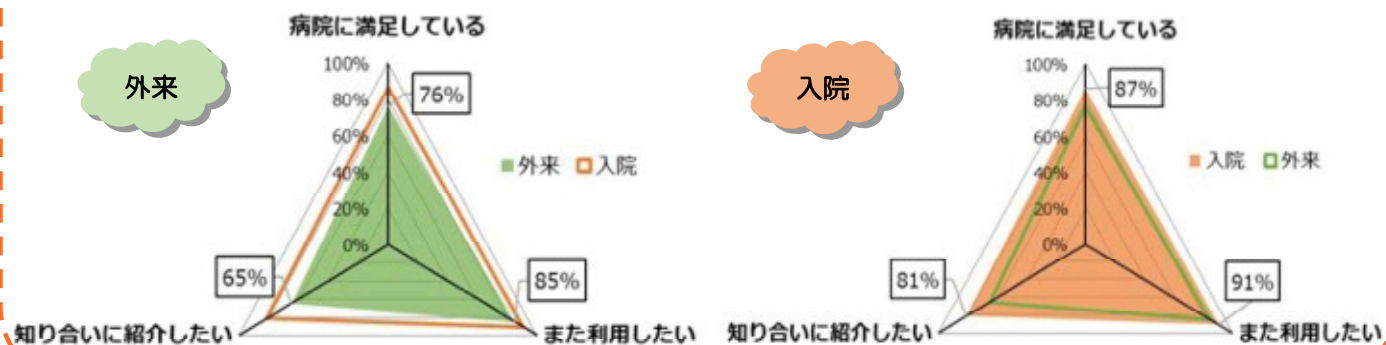 外来
病院に満足している
100%
80%
60%
40%
20%
0%
76%
65%
85%
外来 入院
知り合いに紹介したい
また利用したい
入院
病院に満足している
100%
80%
60%
40%
20%
0%
87%
81%
91%
入院 外来
知り合いに紹介したい
また利用したい